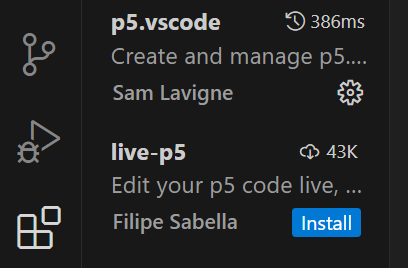 p5.vscode 386ms
Create and manage p5....
Sam Lavigne
live-p5 43K
Edit your p5 code live, ...
Filipe Sabella Install